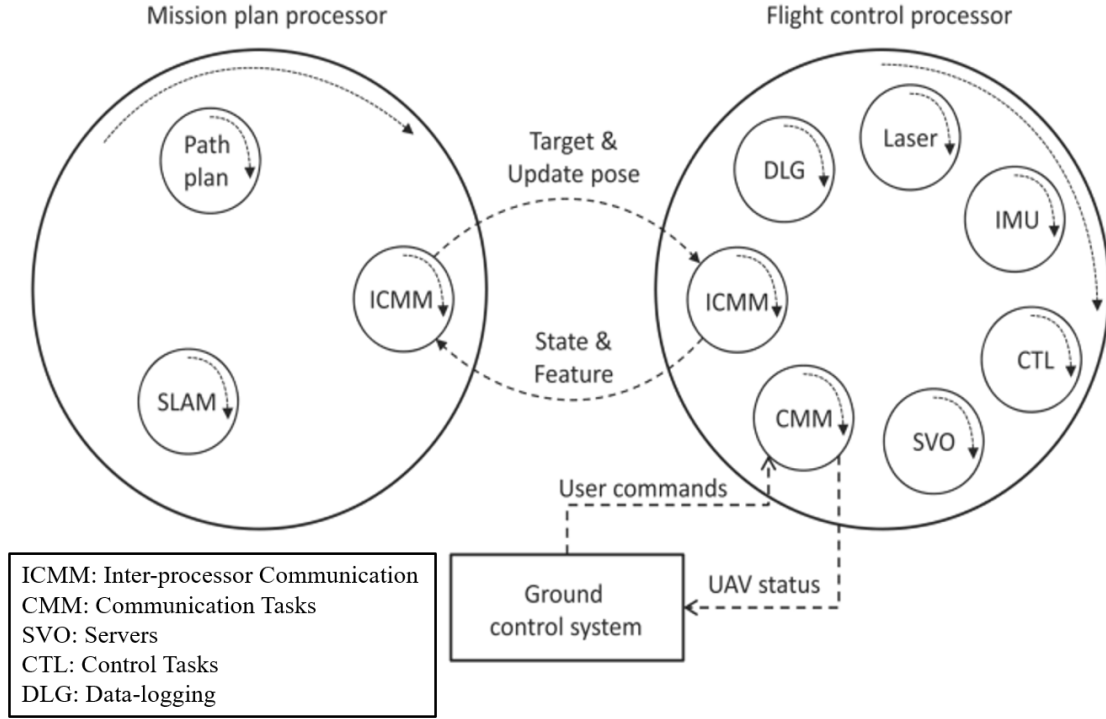 Mission plan processor
Flight control processor
Path
plan
ICMM
SLAM
Target &
Update pose
State &
Feature
Laser
DLG
IMU
ICMM
CTL
CMM
SVO
User commands
UAV status
Ground
control system
ICMM: Inter-processor Communication
CMM: Communication Tasks
SVO: Servers
CTL: Control Tasks
DLG: Data-logging